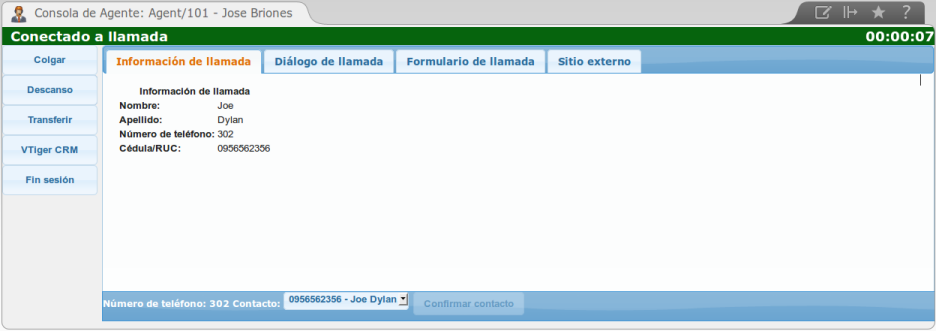 Consola de Agente: Agent/101 - Jose Briones
?
Conectado a llamada 00:00:07
Colgar
Descanso
Transferir
VTiger CRM
Fin sesión
Información de llamada Diálogo de llamada Formulario de llamada Sitio externo
Información de llamada
Nombre: Joe
Apellido: Dylan
Número de teléfono: 302
Cédula/RUC: 0956562356
Número de teléfono: 302 Contacto: 0956562356 - Joe Dylan Confirmar contacto